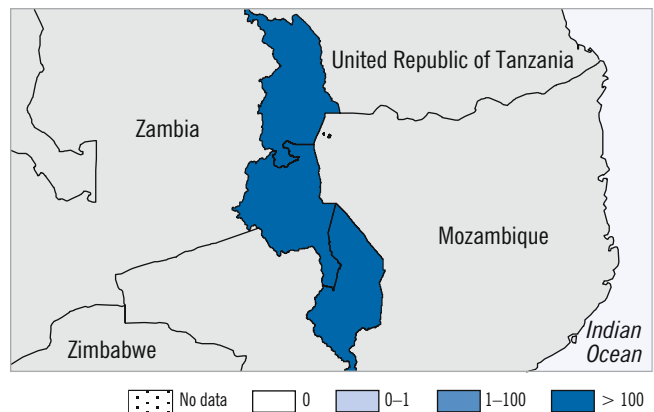 United Republic of Tanzania
Zambia
Mozambique
Indian
Ocean
Zimbabwe
No data 0 0–1 1–100 > 100